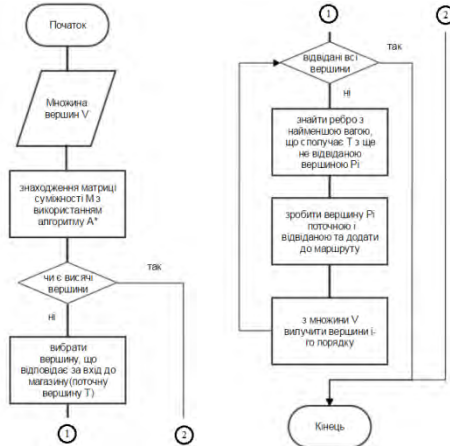 Початок
Множина
вершин V
знаходження матриці
суміжності M з
використанням
алгоритму A*
чи є висячі
вершини
так
ні
вибрати
вершину, що
відповідає за вхід до
магазину(поточну
вершину T)
1
2
1
2
відвідані всі
вершини
так
ні
знайти ребро з
найменшою вагою,
що сполучає T з ще
не відвіданою
вершиною Pi
зробити вершину Pi
поточною і
відвіданою та додати
до маршруту
з множини V
вилучити вершини і-
го порядку
Кінець